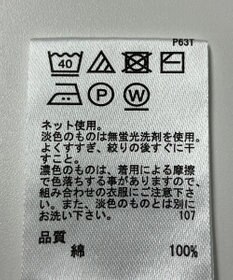 P631
40
P
W
ネット使用。
淡色のものは無蛍光洗剤を使用。
よくすすぎ、絞りの後すぐに干
すこと。
濃色のものは、着用による摩擦
で色落ちする事がありますので、
組み合わせの衣服にご注意下さ
い。また、淡色のものとは別に
お洗い下さい。 107
品質
綿 100%